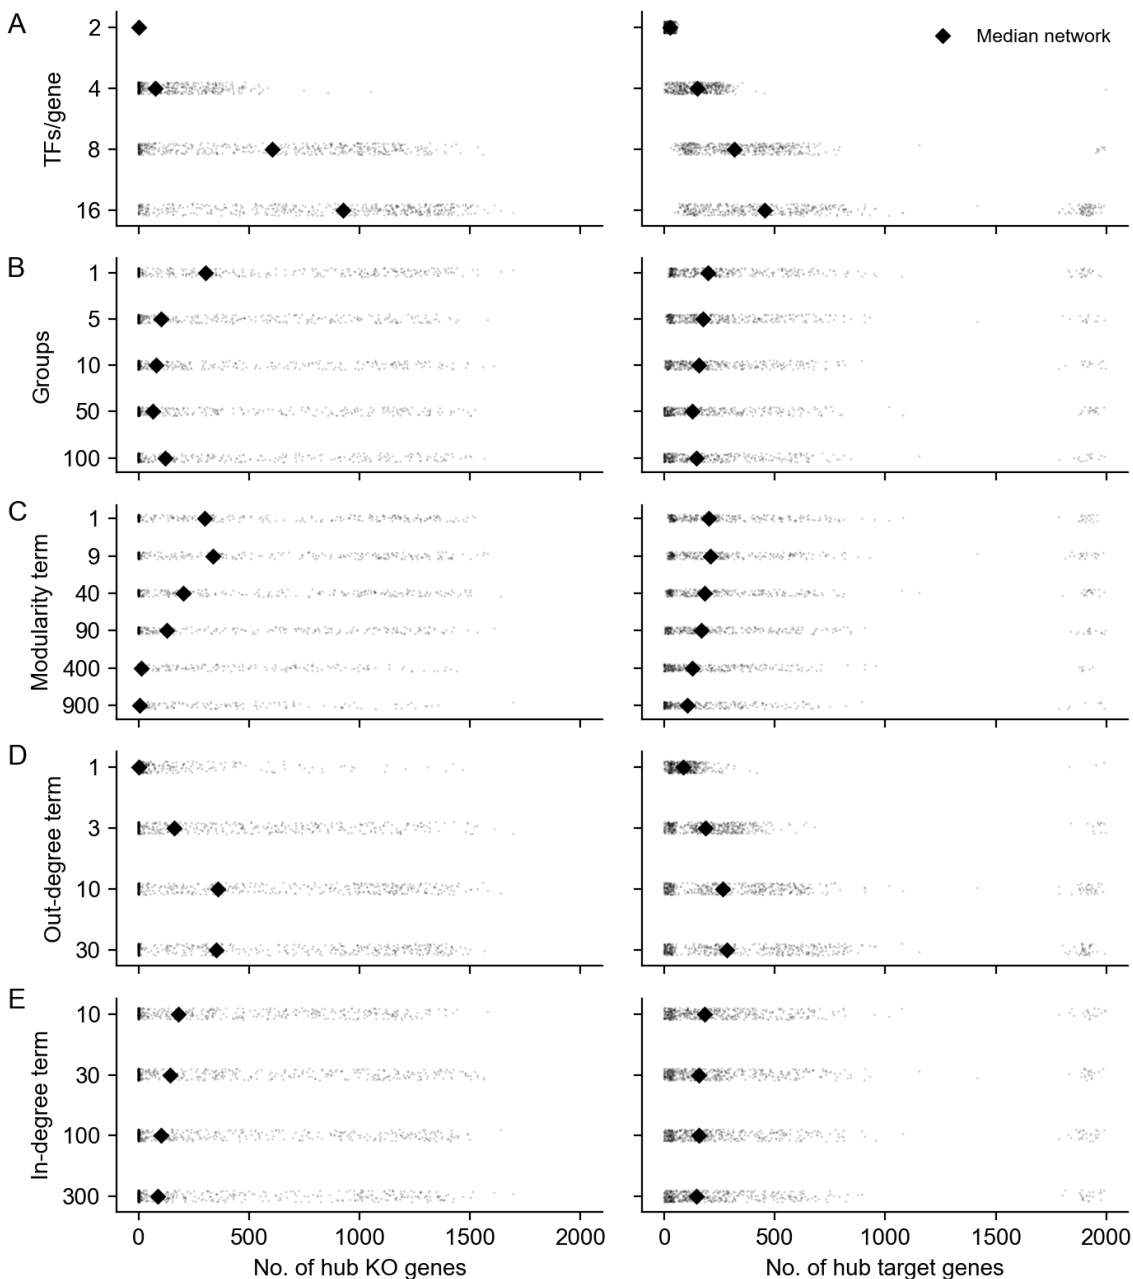 A
TFs/gene
2
4
8
16
Median network
B
Groups
1
5
10
50
100
C
Modularity term
1
9
40
90
400
900
D
Out-degree term
1
3
10
30
E
In-degree term
10
30
100
300
0 500 1000 1500 2000
No. of hub KO genes
0 500 1000 1500 2000
No. of hub target genes